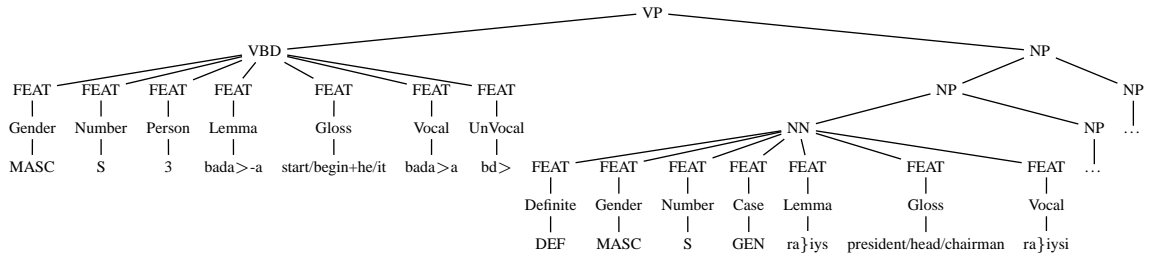 VP
VBD NP
FEAT FEAT FEAT FEAT FEAT FEAT FEAT NP NP
Gender Number Person Lemma Gloss Vocal UnVocal NN NP ...
MASC S 3 bada>-a start/begin+he/it bada>a bd> FEAT FEAT FEAT FEAT FEAT FEAT FEAT ...
Definite Gender Number Case Lemma Gloss Vocal
DEF MASC S GEN ra}iys president/head/chairman ra}iysi